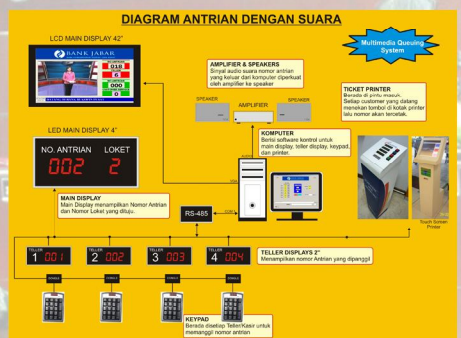 DIAGRAM ANTRIAN DENGAN SUARA
LCD MAIN DISPLAY 42"
BANK JABAR
018
6
000
0
Multimedia Queuing
System
AMPLIFIER & SPEAKERS
Sinyal audio suara nomor antrian
yang keluar dari komputer diperkuat
oleh amplifier ke speaker
SPEAKER
AMPLIFIER
SPEAKER
TICKET PRINTER
Berada di pintu masuk.
Setiap customer yang datang
menekan tombol di kotak printer
lalu nomor akan tercetak.
LED MAIN DISPLAY 4"
NO. ANTRIAN
LOKET
002
2
KOMPUTER
Berisi software kontrol untuk
main display, teller display, keypad,
dan printer.
MAIN DISPLAY
Main Display menampilkan Nomor Antrian
dan Nomor Loket yang dituju.
RS-485
Touch Screen
Printer
TELLER
1 001
TELLER
2 002
TELLER
3 003
TELLER
4 004
TELLER DISPLAYS 2"
Menampilkan nomor Antrian yang dipanggil
KEYPAD
Berada disetiap Teller/Kasir untuk
memanggil nomor antrian